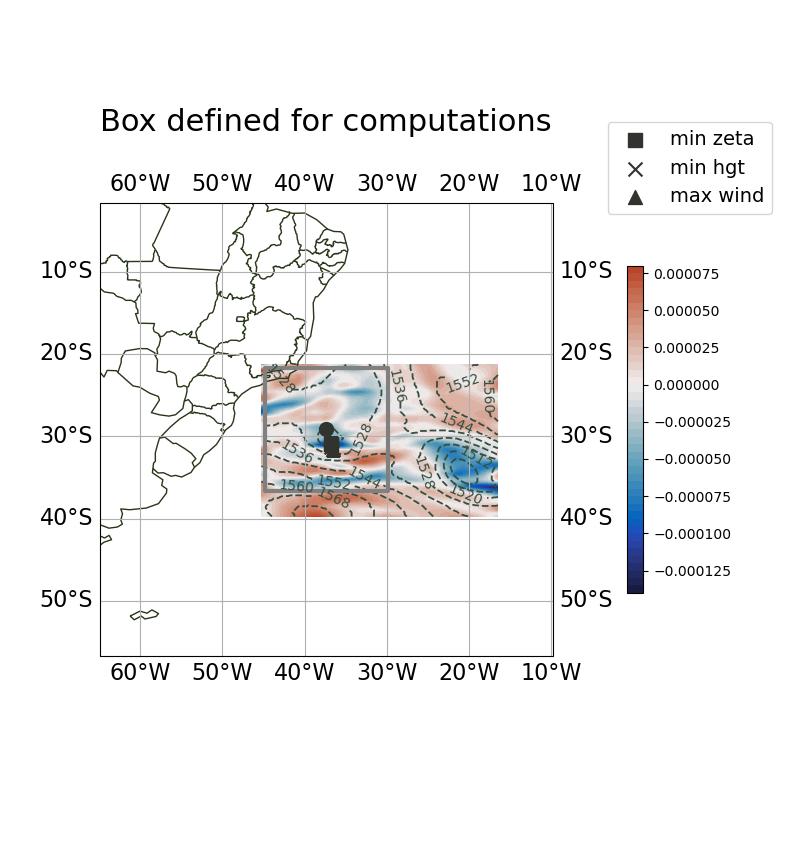 Box defined for computations
min zeta
min hgt
max wind
60°W 50°W 40°W 30°W 20°W 10°W
10°S 10°S
20°S 20°S
30°S 30°S
40°S 40°S
50°S 50°S
60°W 50°W 40°W 30°W 20°W 10°W
1528
1536
1552
1560
1544
1528
1536
1512
1528
1544
1552
1560
1520
1568
0.000075
0.000050
0.000025
0.000000
−0.000025
−0.000050
−0.000075
−0.000100
−0.000125